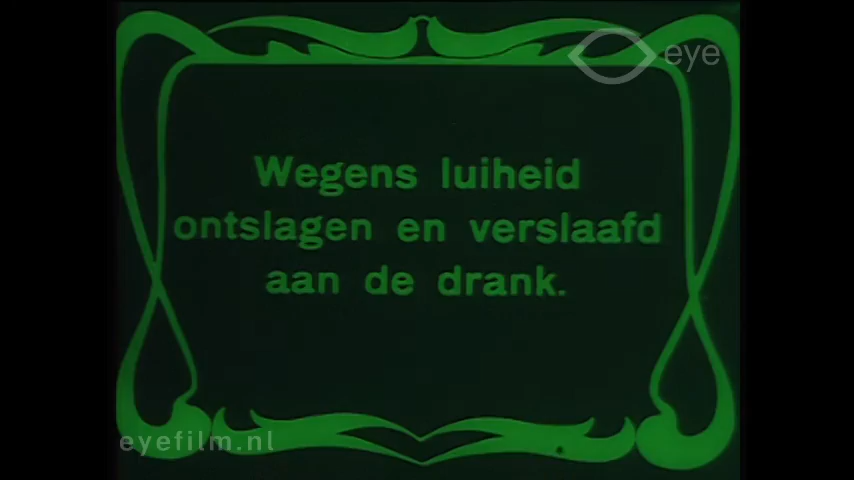 eye
Wegens luiheid
ontslagen en verslaafd
aan de drank.
eyefilm.nl